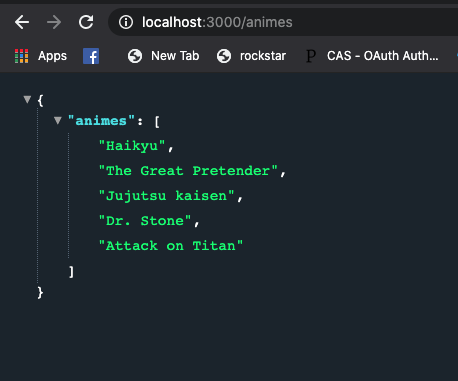 localhost:3000/animes
Apps New Tab rockstar P CAS - OAuth Auth...
{
"animes": [
"Haikyu",
"The Great Pretender",
"Jujutsu kaisen",
"Dr. Stone",
"Attack on Titan"
]
}